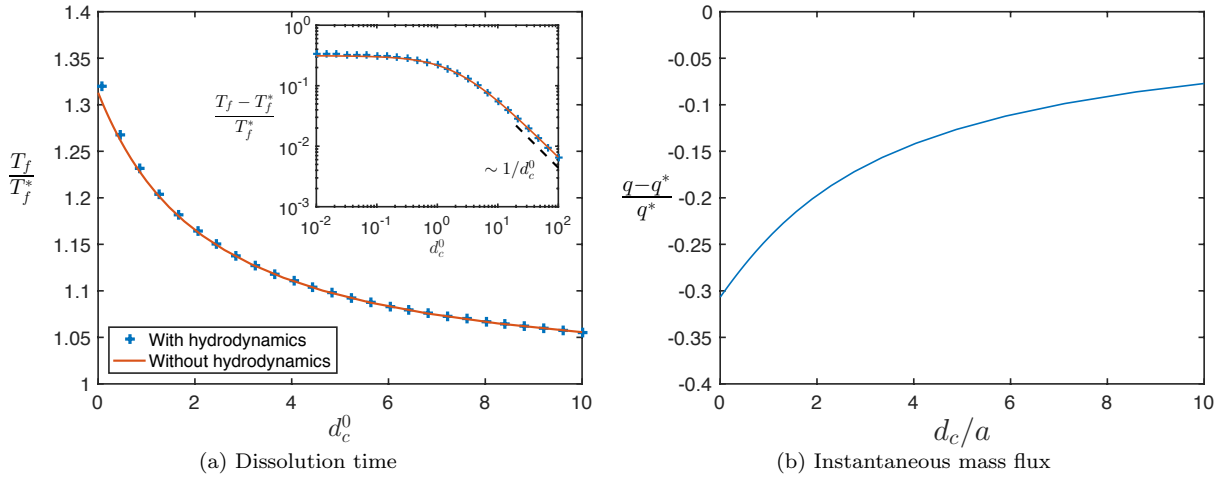 1.4
1.35
1.3
1.25
1.2
1.15
1.1
1.05
1
T_f
T_f^*
0 2 4 6 8 10
d_c^0
With hydrodynamics
Without hydrodynamics
10^0
10^-1
10^-2
10^-3
T_f − T_f^*
T_f^*
∼ 1/d_c^0
10^-2 10^-1 10^0 10^1 10^2
d_c^0
(a) Dissolution time
0
-0.05
-0.1
-0.15
-0.2
-0.25
-0.3
-0.35
-0.4
q−q^*
q^*
0 2 4 6 8 10
d_c/a
(b) Instantaneous mass flux